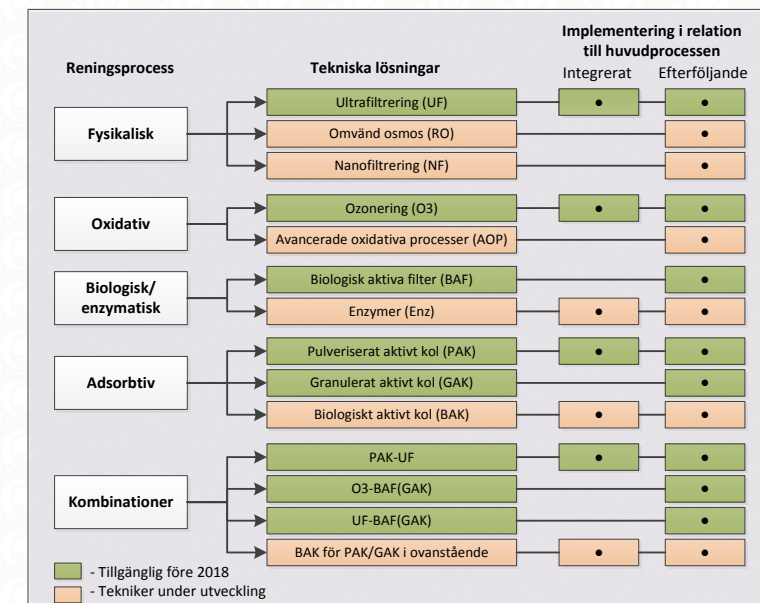 Implementering i relation
till huvudprocessen
Reningsprocess
Tekniska lösningar
Integrerat
Efterföljande
Fysikalisk
Ultrafiltrering (UF)
Omvänd osmos (RO)
Nanofiltrering (NF)
Oxidativ
Ozonering (O3)
Avancerade oxidativa processer (AOP)
Biologisk/
enzymatisk
Biologisk aktiva filter (BAF)
Enzymer (Enz)
Adsorbtiv
Pulveriserat aktivt kol (PAK)
Granulerat aktivt kol (GAK)
Biologiskt aktivt kol (BAK)
Kombinationer
PAK-UF
O3-BAF(GAK)
UF-BAF(GAK)
BAK för PAK/GAK i ovanstående
- Tillgänglig före 2018
- Tekniker under utveckling